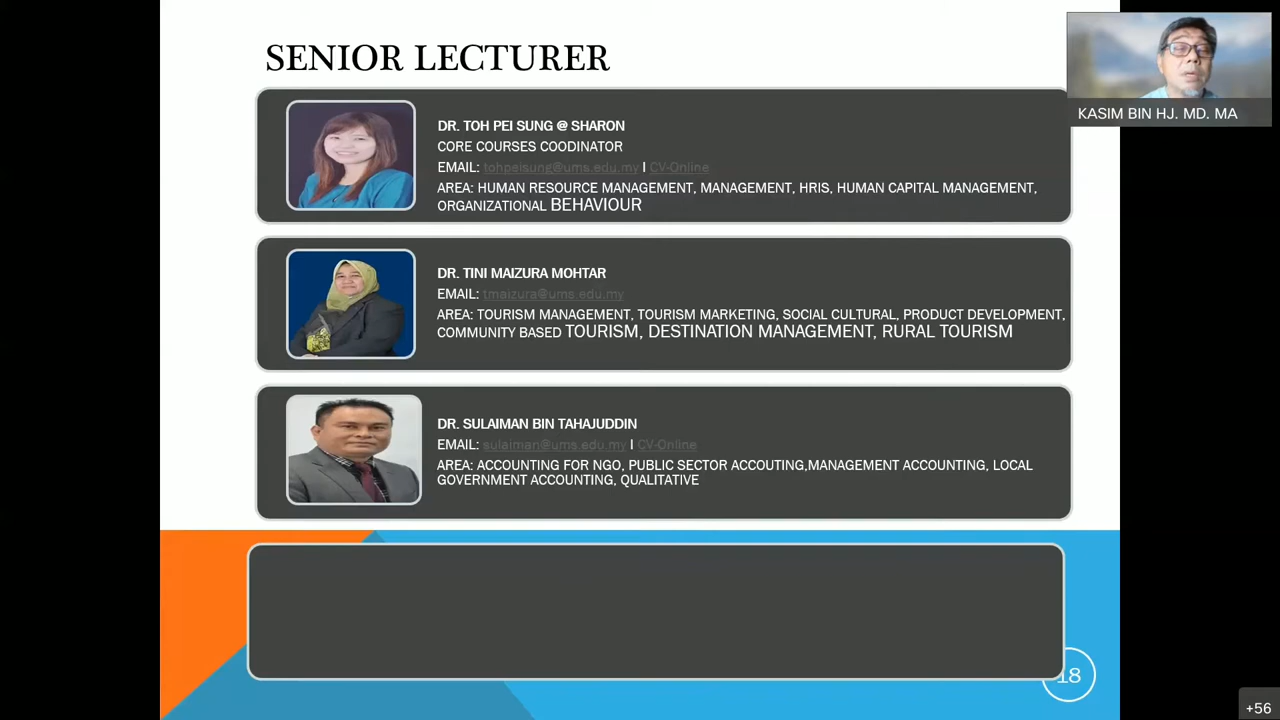 SENIOR LECTURER
KASIM BIN HJ. MD. MA
DR. TOH PEI SUNG @ SHARON
CORE COURSES COODINATOR
EMAIL: tohpeisung@ums.edu.my I CV-Online
AREA: HUMAN RESOURCE MANAGEMENT, MANAGEMENT, HRIS, HUMAN CAPITAL MANAGEMENT,
ORGANIZATIONAL BEHAVIOUR
DR. TINI MAIZURA MOHTAR
EMAIL: tmaizura@ums.edu.my
AREA: TOURISM MANAGEMENT, TOURISM MARKETING, SOCIAL CULTURAL, PRODUCT DEVELOPMENT,
COMMUNITY BASED TOURISM, DESTINATION MANAGEMENT, RURAL TOURISM
DR. SULAIMAN BIN TAHAJUDDIN
EMAIL: sulaiman@ums.edu.my I CV-Online
AREA: ACCOUNTING FOR NGO, PUBLIC SECTOR ACCOUTING,MANAGEMENT ACCOUNTING, LOCAL
GOVERNMENT ACCOUNTING, QUALITATIVE
18
+56